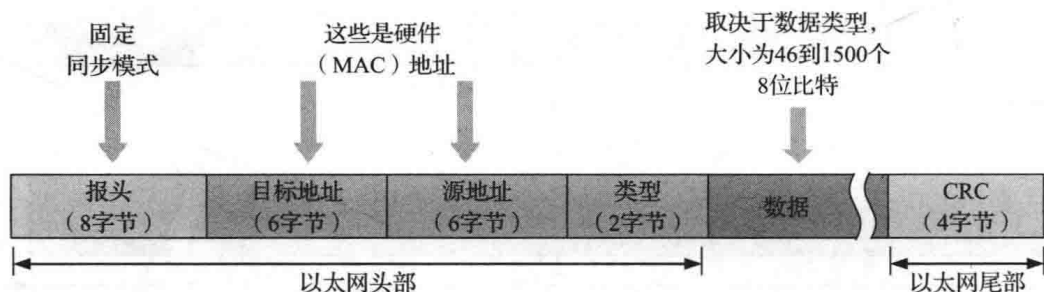 固定
同步模式
这些是硬件
（MAC）地址
取决于数据类型，
大小为46到1500个
8位比特
报头
（8字节）
目标地址
（6字节）
源地址
（6字节）
类型
（2字节）
数据
CRC
（4字节）
以太网头部
以太网尾部